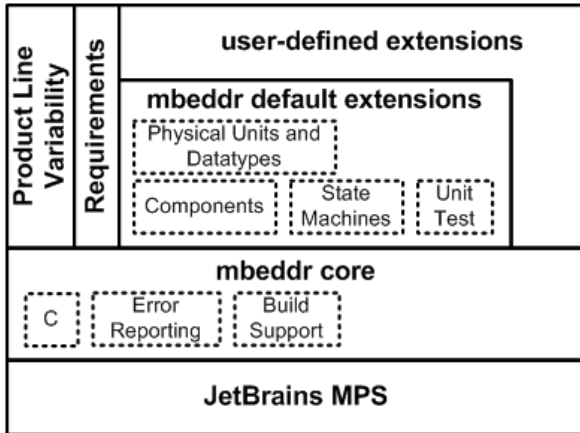 Product Line
Variability
Requirements
user-defined extensions
mbeddr default extensions
Physical Units and
Datatypes
Components
State
Machines
Unit
Test
mbeddr core
C
Error
Reporting
Build
Support
JetBrains MPS